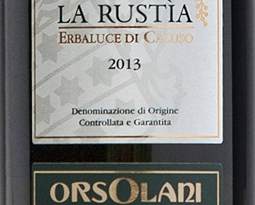 LA RUSTÌA
ERBALUCE DI CALUSO
2013
Denominazione di Origine
Controllata e Garantita
ORSOLANI